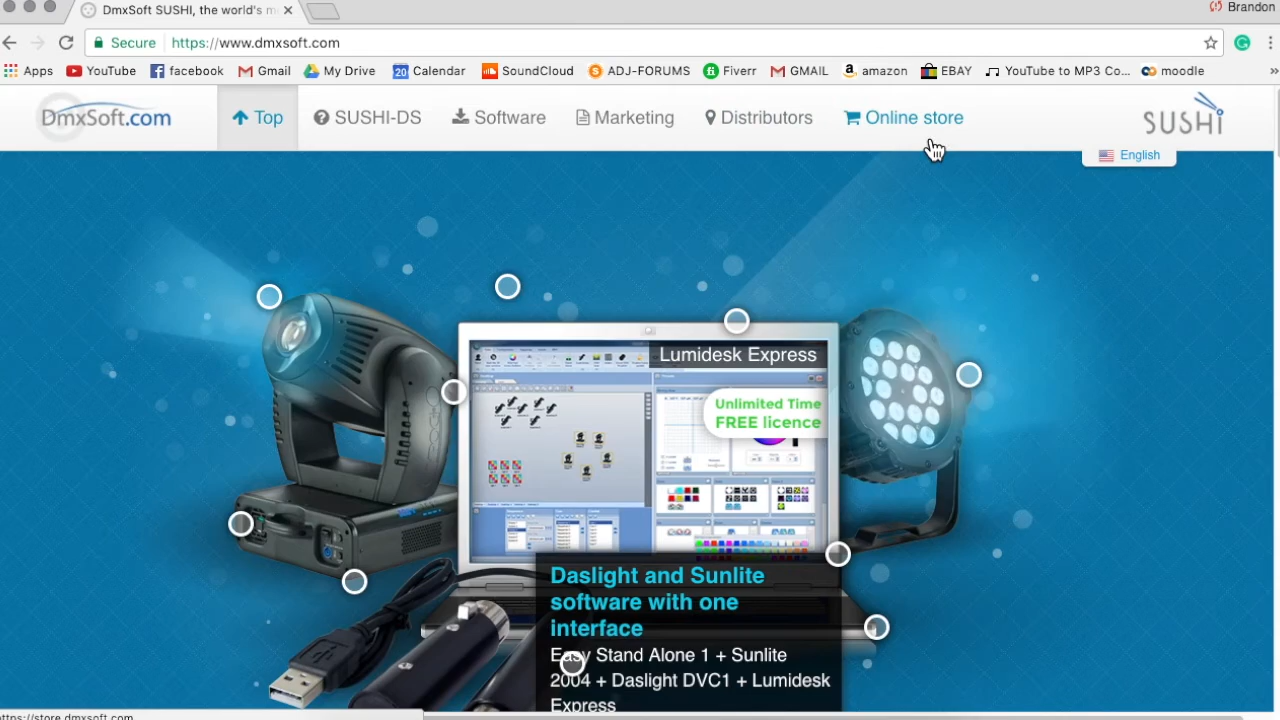 DmxSoft SUSHI, the world's m
Brandon
Secure https://www.dmxsoft.com
Apps YouTube facebook Gmail My Drive 20 Calendar SoundCloud ADJ-FORUMS Fiverr GMAIL amazon EBAY YouTube to MP3 Co... moodle »
DmxSoft.com Top SUSHI-DS Software Marketing Distributors Online store SUSHi
English
Lumidesk Express
Unlimited Time
FREE licence
Daslight and Sunlite
software with one
interface
Easy Stand Alone 1 + Sunlite
2004 + Daslight DVC1 + Lumidesk
Express
https://store.dmxsoft.com